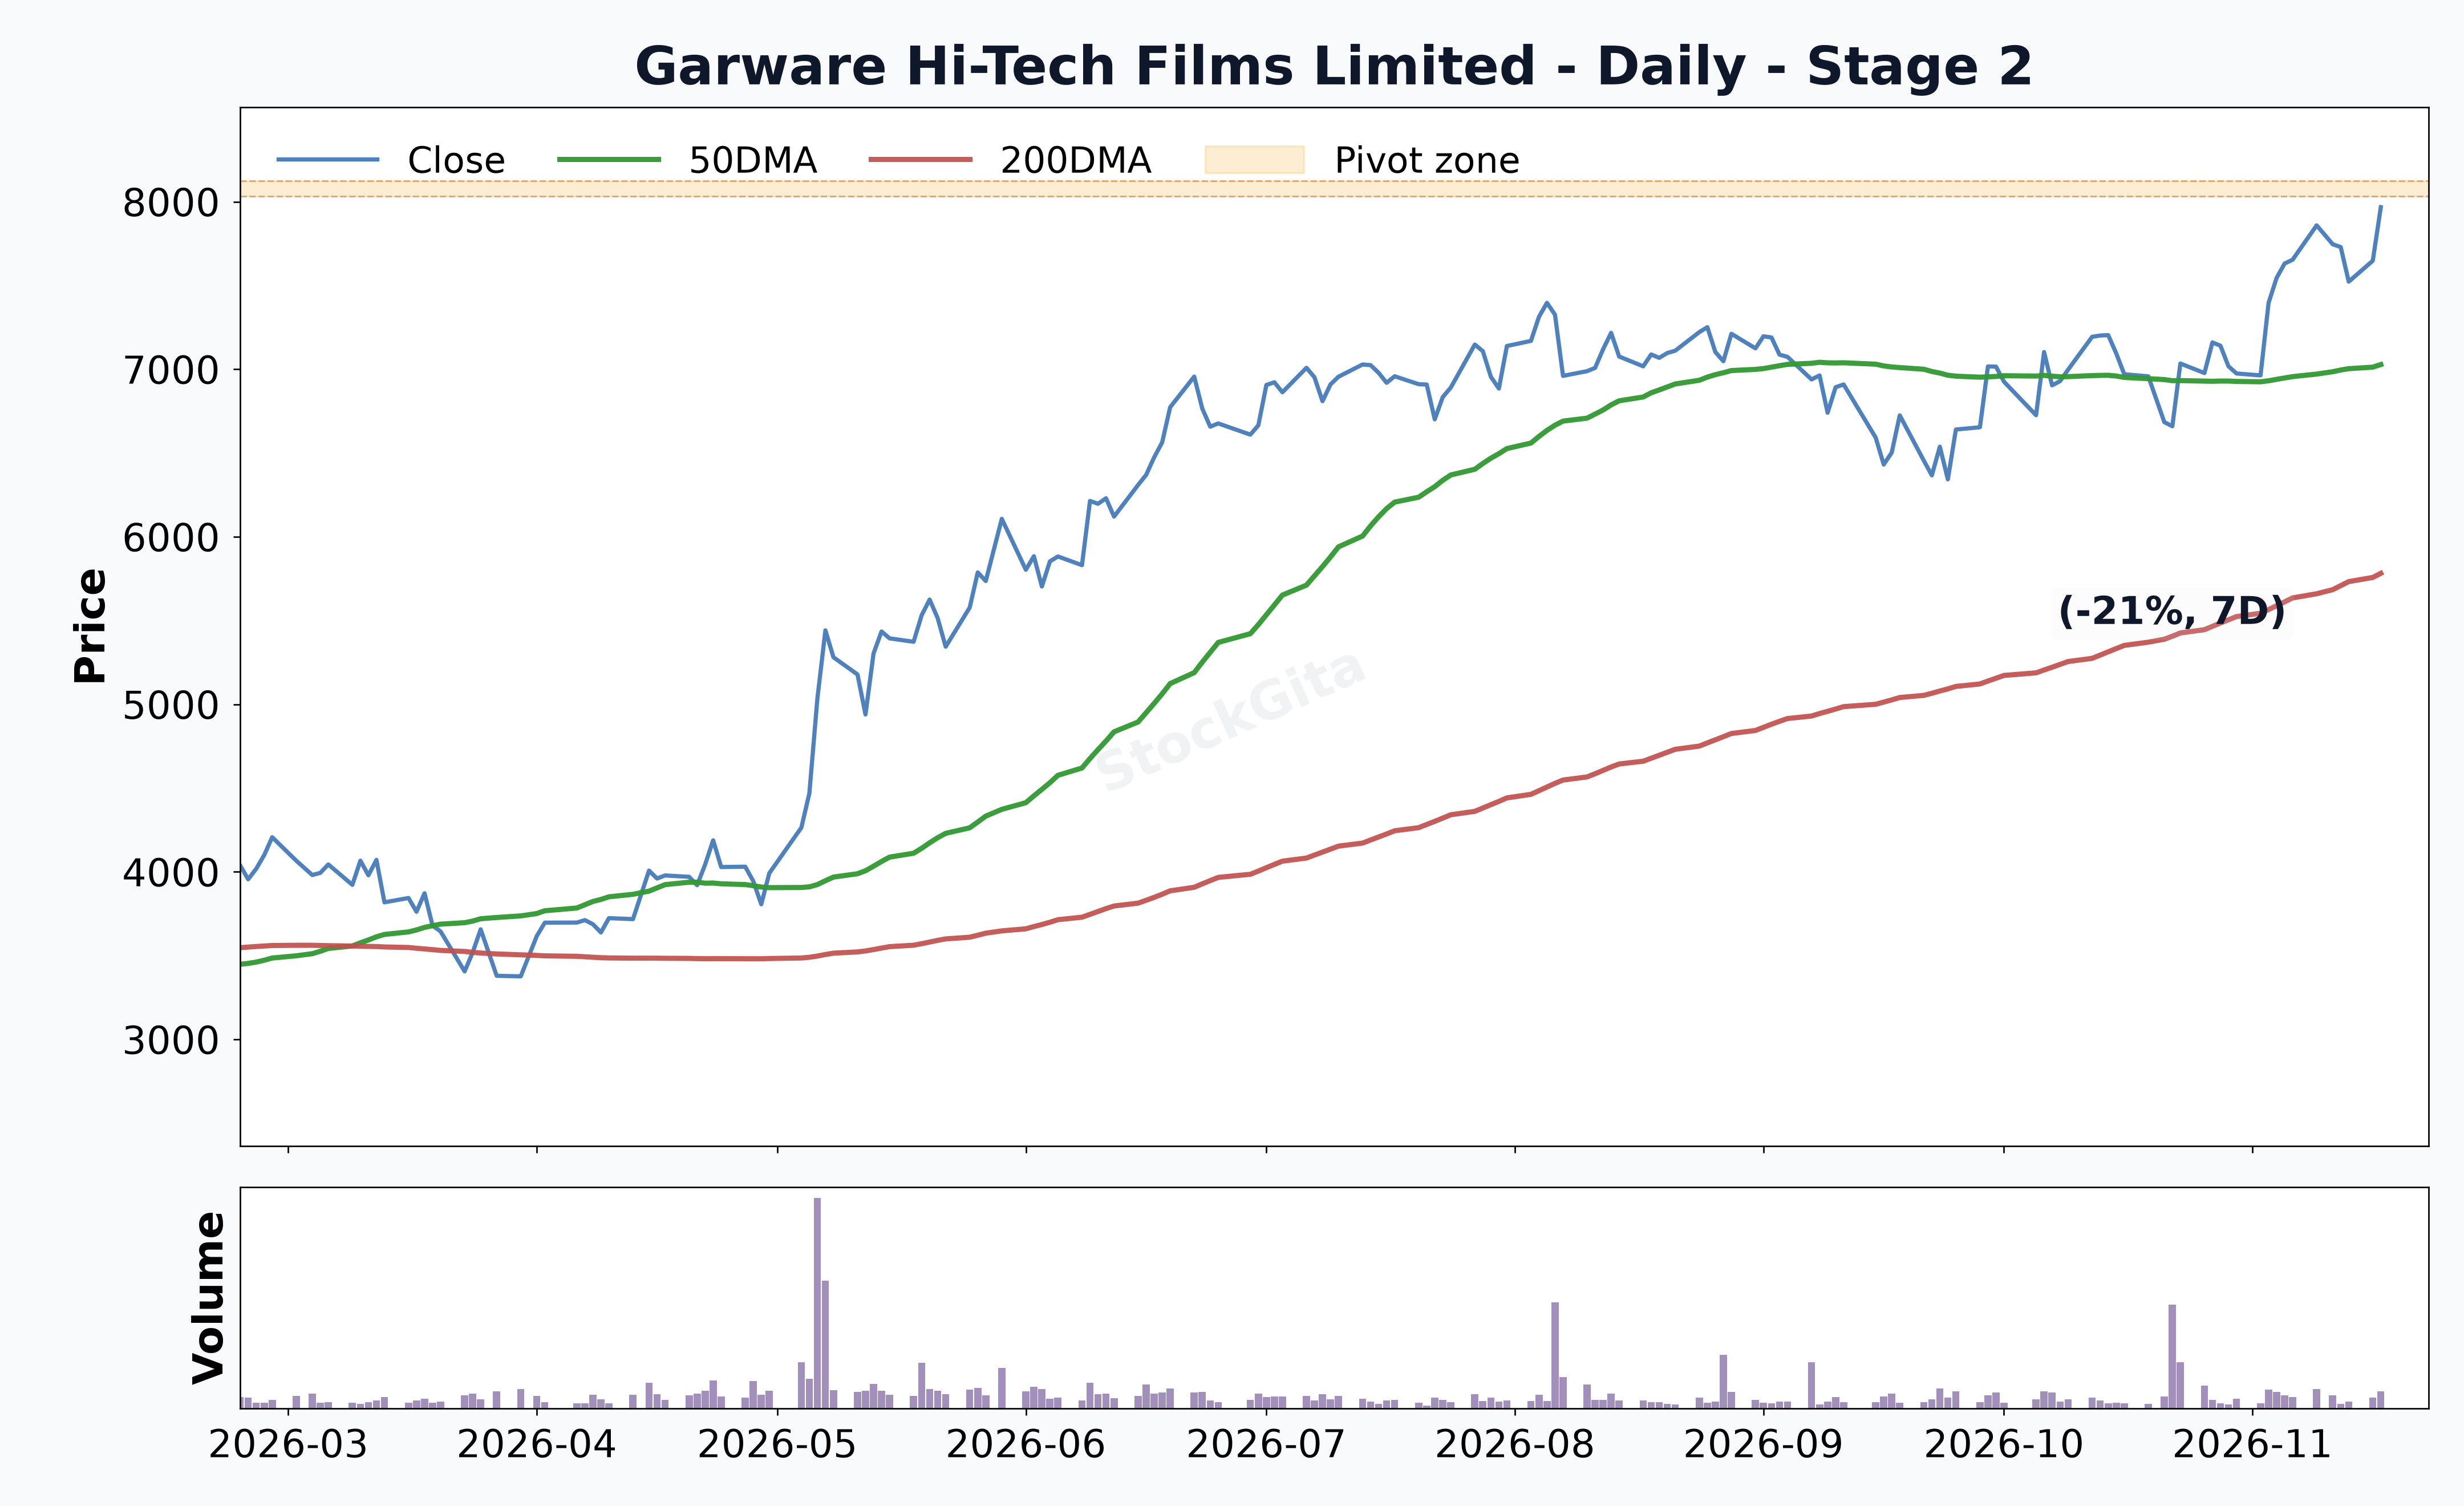 Garware Hi-Tech Films Limited - Daily - Stage 2
Close 50DMA 200DMA Pivot zone
8000
7000
6000
5000
4000
3000
Price
(-21%, 7D)
StockGita
Volume
2026-03 2026-04 2026-05 2026-06 2026-07 2026-08 2026-09 2026-10 2026-11